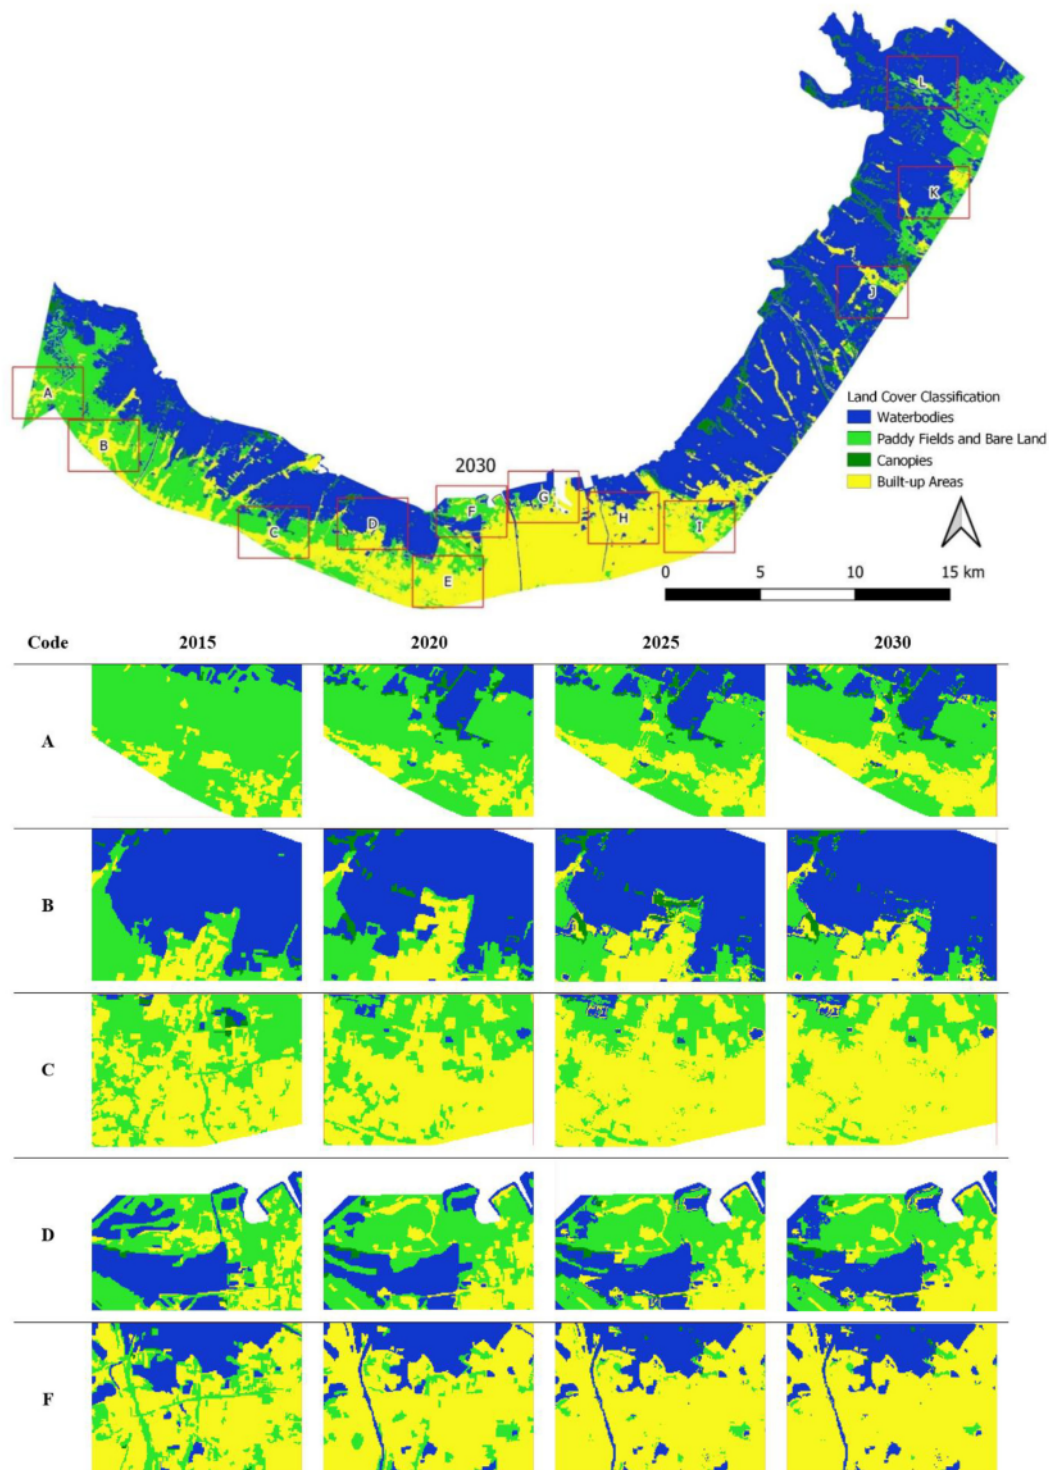 L
K
J
A
B
Land Cover Classification
Waterbodies
Paddy Fields and Bare Land
Canopies
Built-up Areas
2030
C
D
E
F
G
H
I
0 5 10 15 km
Code 2015 2020 2025 2030
A
B
C
D
F